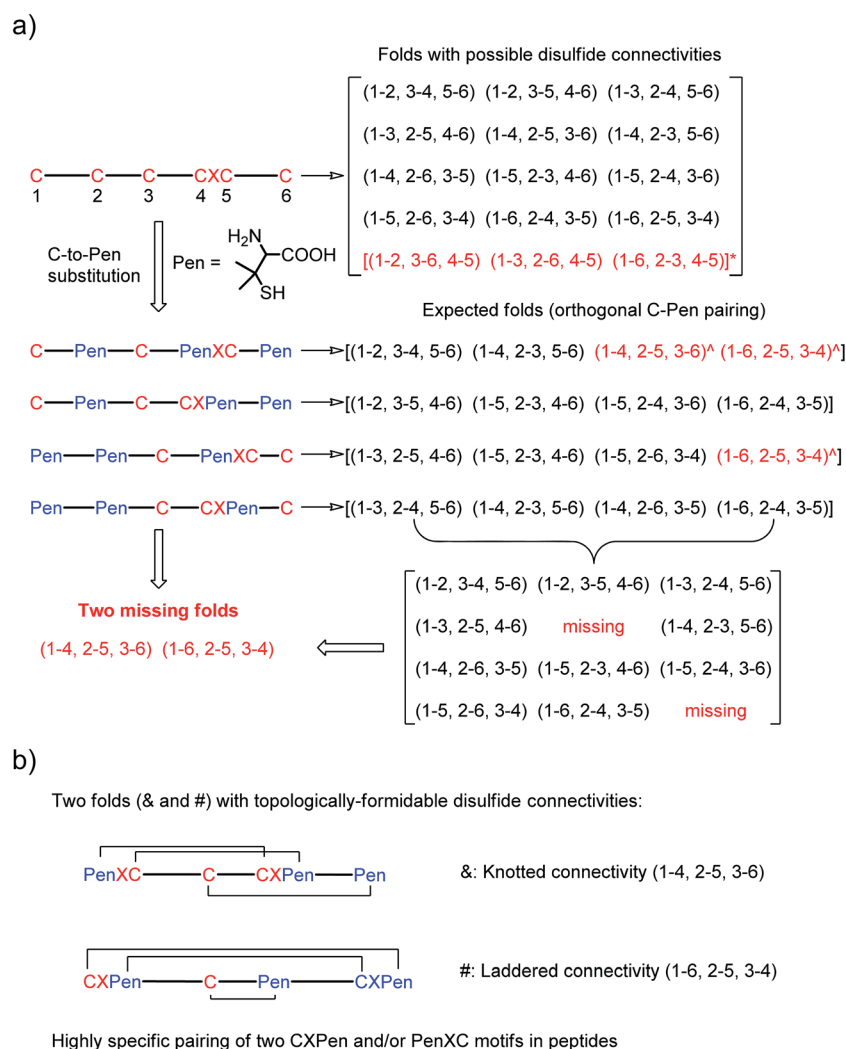 a)
Folds with possible disulfide connectivities
(1-2, 3-4, 5-6) (1-2, 3-5, 4-6) (1-3, 2-4, 5-6)
(1-3, 2-5, 4-6) (1-4, 2-5, 3-6) (1-4, 2-3, 5-6)
C C C CXC C
1 2 3 4 5 6
(1-4, 2-6, 3-5) (1-5, 2-3, 4-6) (1-5, 2-4, 3-6)
(1-5, 2-6, 3-4) (1-6, 2-4, 3-5) (1-6, 2-5, 3-4)
[(1-2, 3-6, 4-5) (1-3, 2-6, 4-5) (1-6, 2-3, 4-5)]*
C-to-Pen
substitution
Pen =
H2N
COOH
SH
Expected folds (orthogonal C-Pen pairing)
C Pen C PenXC Pen [(1-2, 3-4, 5-6) (1-4, 2-3, 5-6) (1-4, 2-5, 3-6)^ (1-6, 2-5, 3-4)^]
C Pen C CXPen Pen [(1-2, 3-5, 4-6) (1-5, 2-3, 4-6) (1-5, 2-4, 3-6) (1-6, 2-4, 3-5)]
Pen Pen C PenXC C [(1-3, 2-5, 4-6) (1-5, 2-3, 4-6) (1-5, 2-6, 3-4) (1-6, 2-5, 3-4)^]
Pen Pen C CXPen C [(1-3, 2-4, 5-6) (1-4, 2-3, 5-6) (1-4, 2-6, 3-5) (1-6, 2-4, 3-5)]
Two missing folds
(1-4, 2-5, 3-6) (1-6, 2-5, 3-4)
(1-2, 3-4, 5-6) (1-2, 3-5, 4-6) (1-3, 2-4, 5-6)
(1-3, 2-5, 4-6) missing (1-4, 2-3, 5-6)
(1-4, 2-6, 3-5) (1-5, 2-3, 4-6) (1-5, 2-4, 3-6)
(1-5, 2-6, 3-4) (1-6, 2-4, 3-5) missing
b)
Two folds (& and #) with topologically-formidable disulfide connectivities:
PenXC C CXPen Pen
&: Knotted connectivity (1-4, 2-5, 3-6)
CXPen C Pen CXPen
#: Laddered connectivity (1-6, 2-5, 3-4)
Highly specific pairing of two CXPen and/or PenXC motifs in peptides